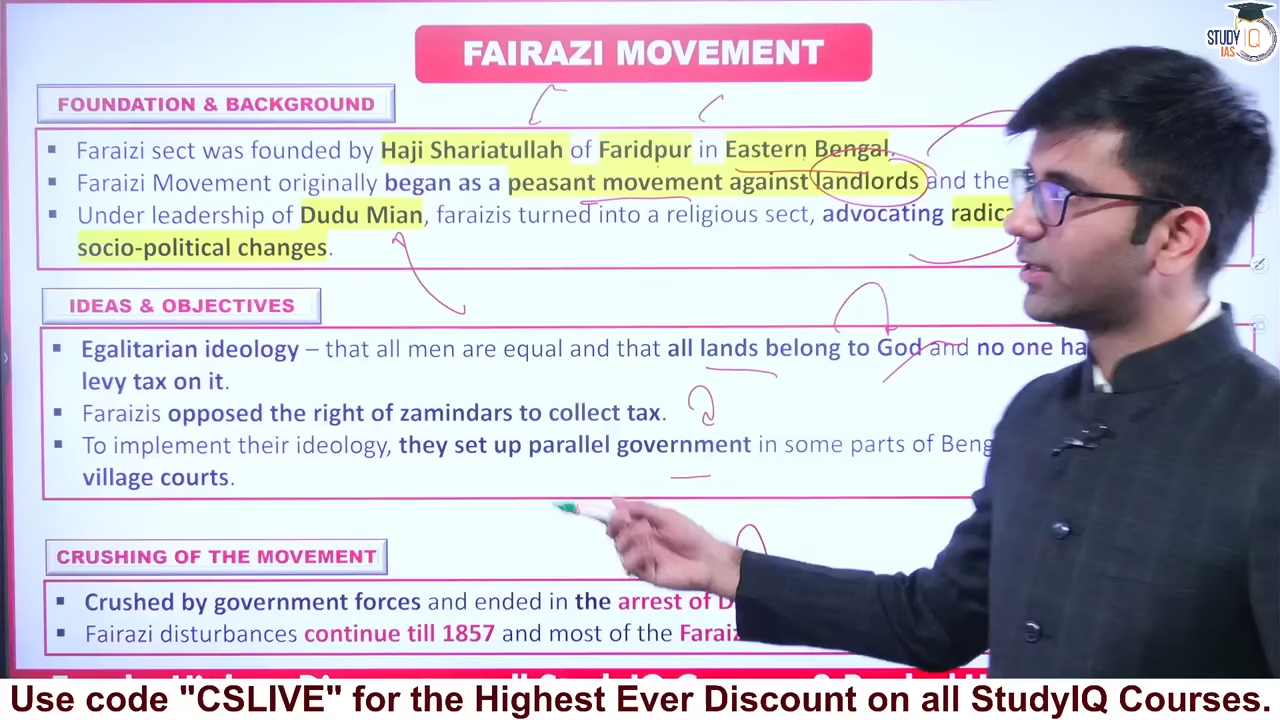 STUDY IQ
IAS
FAIRAZI MOVEMENT
FOUNDATION & BACKGROUND
▪ Faraizi sect was founded by Haji Shariatullah of Faridpur in Eastern Bengal.
▪ Faraizi Movement originally began as a peasant movement against landlords and the
▪ Under leadership of Dudu Mian, faraizis turned into a religious sect, advocating
socio-political changes.
IDEAS & OBJECTIVES
▪ Egalitarian ideology – that all men are equal and that all lands belong to God and no one
levy tax on it.
▪ Faraizis opposed the right of zamindars to collect tax.
▪ To implement their ideology, they set up parallel government in some parts of
village courts.
CRUSHING OF THE MOVEMENT
▪ Crushed by government forces and ended in the arrest of
▪ Fairazi disturbances continue till 1857 and most of the
Use code "CSLIVE" for the Highest Ever Discount on all StudyIQ Courses.